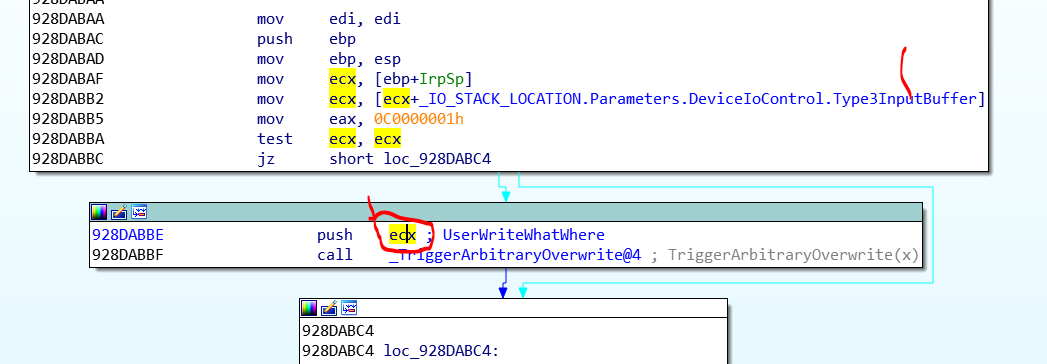 928DABAA
928DABAA mov edi, edi
928DABAC push ebp
928DABAD mov ebp, esp
928DABAF mov ecx, [ebp+IrpSp]
928DABB2 mov ecx, [ecx+_IO_STACK_LOCATION.Parameters.DeviceIoControl.Type3InputBuffer]
928DABB5 mov eax, 0C0000001h
928DABBA test ecx, ecx
928DABBC jz short loc_928DABC4
928DABBE push ecx ; UserWriteWhatWhere
928DABBF call _TriggerArbitraryOverwrite@4 ; TriggerArbitraryOverwrite(x)
928DABC4
928DABC4 loc_928DABC4: